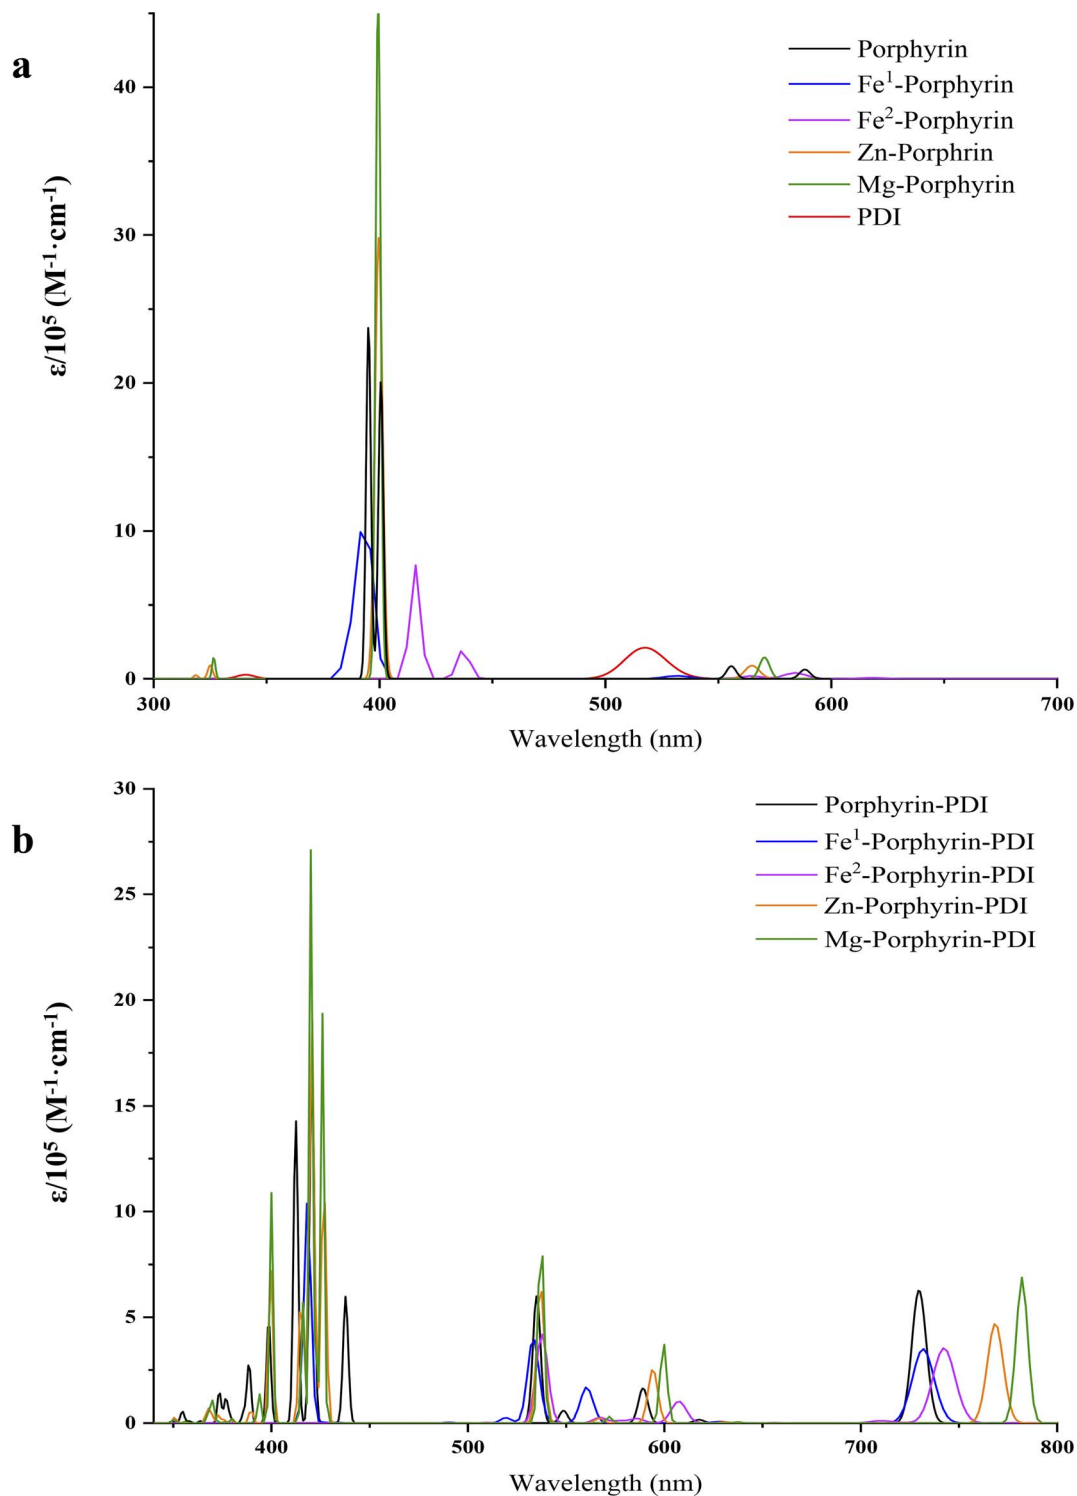 a
Porphyrin
Fe¹-Porphyrin
Fe²-Porphyrin
Zn-Porphrin
Mg-Porphyrin
PDI
40
30
20
10
0
ε/10⁵ (M⁻¹·cm⁻¹)
300 400 500 600 700
Wavelength (nm)
b
Porphyrin-PDI
Fe¹-Porphyrin-PDI
Fe²-Porphyrin-PDI
Zn-Porphyrin-PDI
Mg-Porphyrin-PDI
30
25
20
15
10
5
0
ε/10⁵ (M⁻¹·cm⁻¹)
400 500 600 700 800
Wavelength (nm)